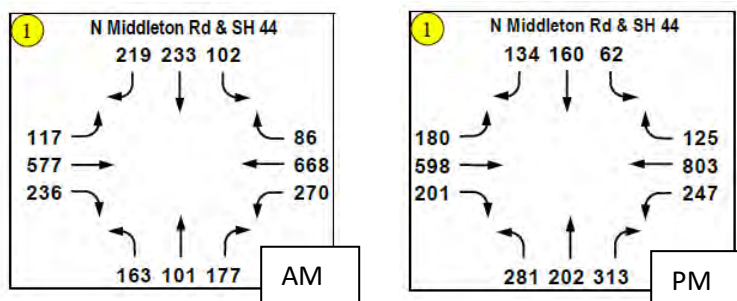 1 N Middleton Rd & SH 44
219 233 102
117 86
577 668
236 270
163 101 177
AM
1 N Middleton Rd & SH 44
134 160 62
180 125
598 803
201 247
281 202 313
PM